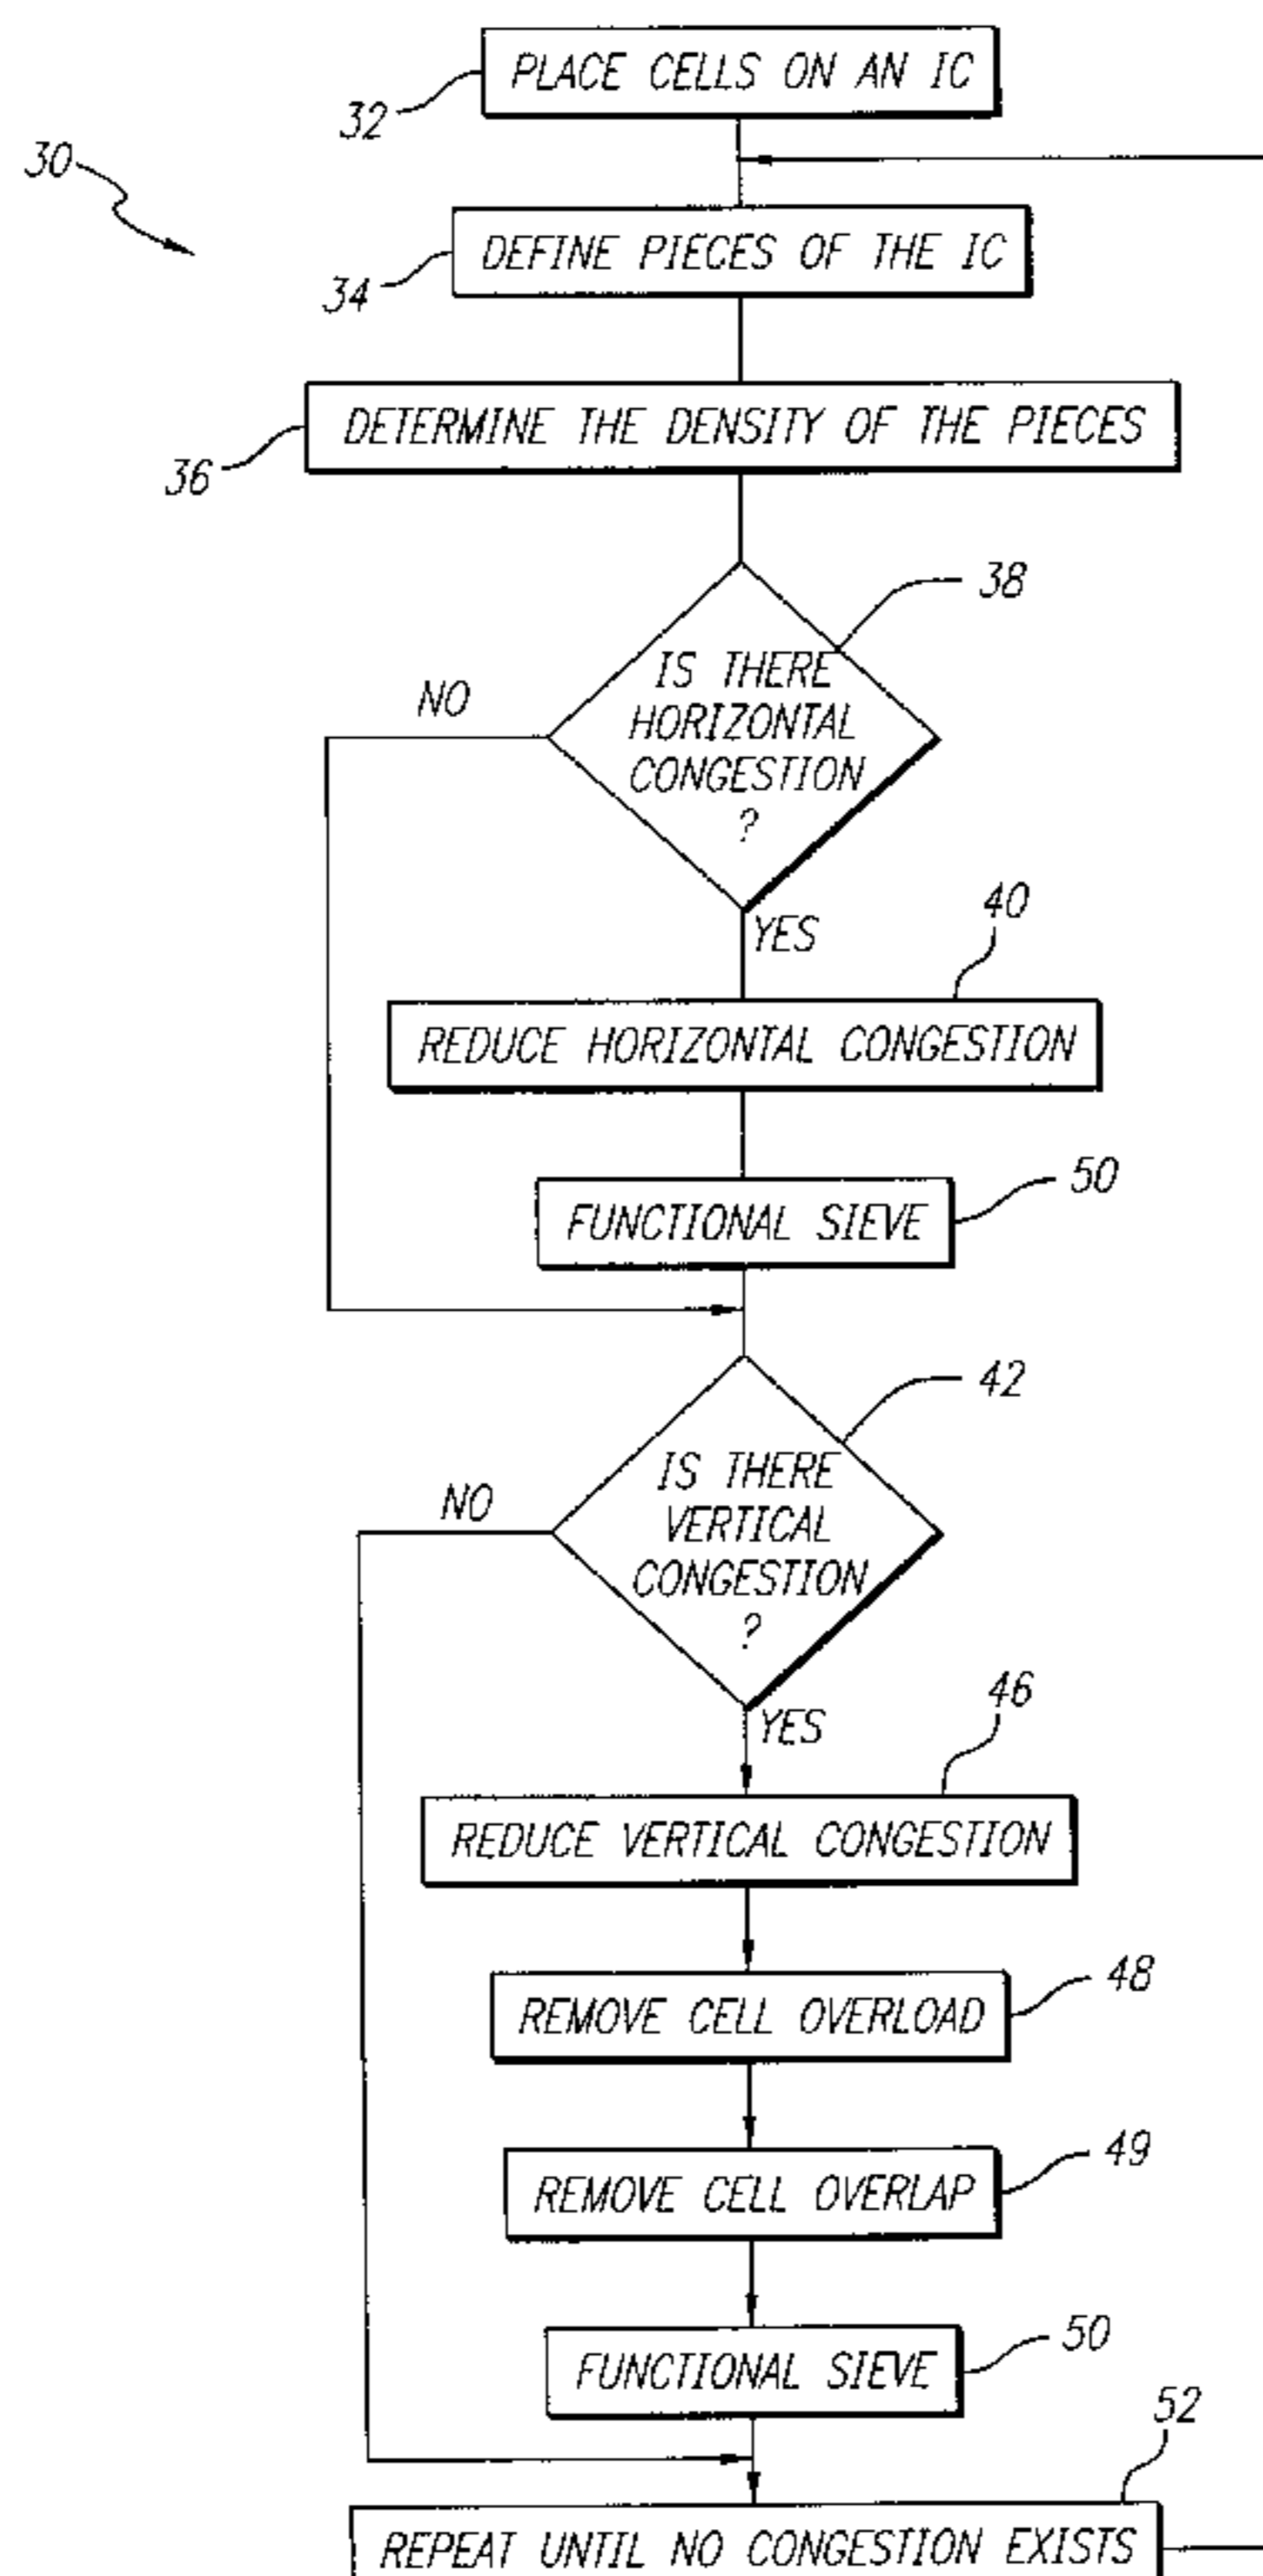 PLACE CELLS ON AN IC
32
30
DEFINE PIECES OF THE IC
34
DETERMINE THE DENSITY OF THE PIECES
36
38
IS THERE
HORIZONTAL
CONGESTION
?
NO
YES
40
REDUCE HORIZONTAL CONGESTION
50
FUNCTIONAL SIEVE
42
IS THERE
VERTICAL
CONGESTION
?
NO
YES
46
REDUCE VERTICAL CONGESTION
48
REMOVE CELL OVERLOAD
49
REMOVE CELL OVERLAP
50
FUNCTIONAL SIEVE
52
REPEAT UNTIL NO CONGESTION EXISTS